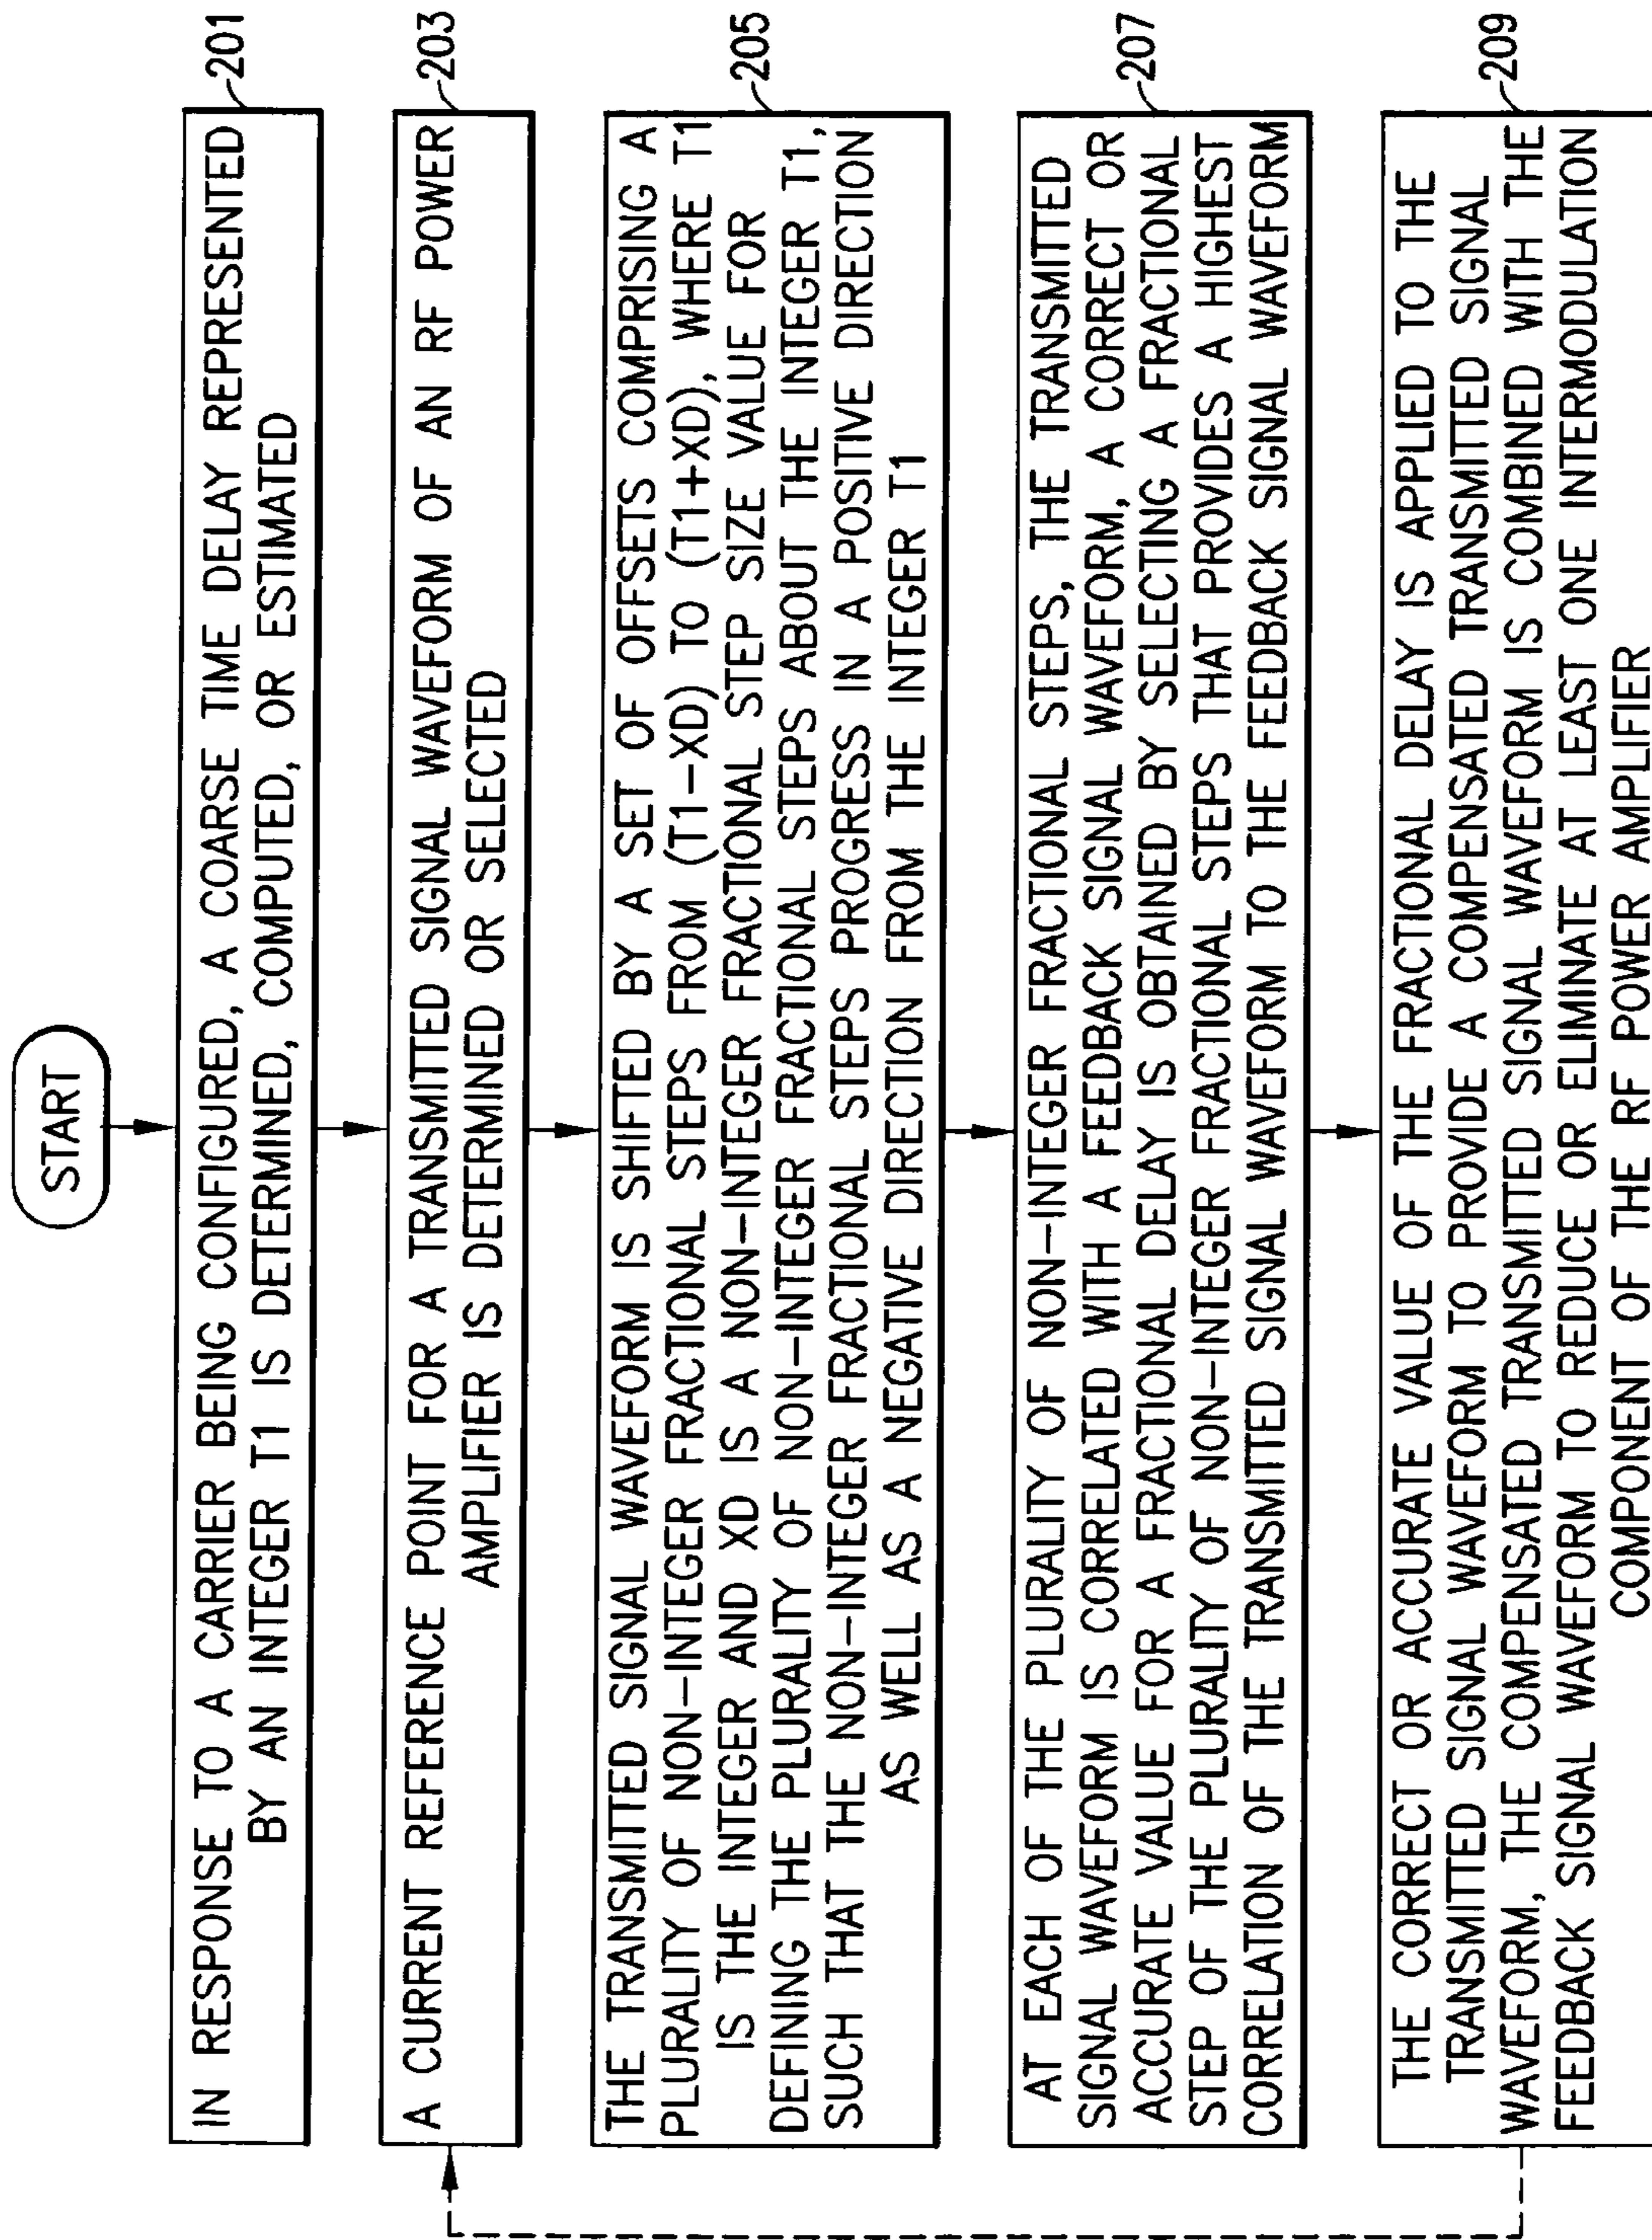 START
201
IN RESPONSE TO A CARRIER BEING CONFIGURED, A COARSE TIME DELAY REPRESENTED
BY AN INTEGER T1 IS DETERMINED, COMPUTED, OR ESTIMATED
203
A CURRENT REFERENCE POINT FOR A TRANSMITTED SIGNAL WAVEFORM OF AN RF POWER
AMPLIFIER IS DETERMINED OR SELECTED
205
THE TRANSMITTED SIGNAL WAVEFORM IS SHIFTED BY A SET OF OFFSETS COMPRISING A
PLURALITY OF NON-INTEGER FRACTIONAL STEPS FROM (T1-XD) TO (T1+XD), WHERE T1
IS THE INTEGER AND XD IS A NON-INTEGER FRACTIONAL STEP SIZE VALUE FOR
DEFINING THE PLURALITY OF NON-INTEGER FRACTIONAL STEPS ABOUT THE INTEGER T1,
SUCH THAT THE NON-INTEGER FRACTIONAL STEPS PROGRESS IN A POSITIVE DIRECTION
AS WELL AS A NEGATIVE DIRECTION FROM THE INTEGER T1
207
AT EACH OF THE PLURALITY OF NON-INTEGER FRACTIONAL STEPS, THE TRANSMITTED
SIGNAL WAVEFORM IS CORRELATED WITH A FEEDBACK SIGNAL WAVEFORM, A CORRECT OR
ACCURATE VALUE FOR A FRACTIONAL DELAY IS OBTAINED BY SELECTING A FRACTIONAL
STEP OF THE PLURALITY OF NON-INTEGER FRACTIONAL STEPS THAT PROVIDES A HIGHEST
CORRELATION OF THE TRANSMITTED SIGNAL WAVEFORM TO THE FEEDBACK SIGNAL WAVEFORM
209
THE CORRECT OR ACCURATE VALUE OF THE FRACTIONAL DELAY IS APPLIED TO THE
TRANSMITTED SIGNAL WAVEFORM TO PROVIDE A COMPENSATED TRANSMITTED SIGNAL
WAVEFORM, THE COMPENSATED TRANSMITTED SIGNAL WAVEFORM IS COMBINED WITH THE
FEEDBACK SIGNAL WAVEFORM TO REDUCE OR ELIMINATE AT LEAST ONE INTERMODULATION
COMPONENT OF THE RF POWER AMPLIFIER